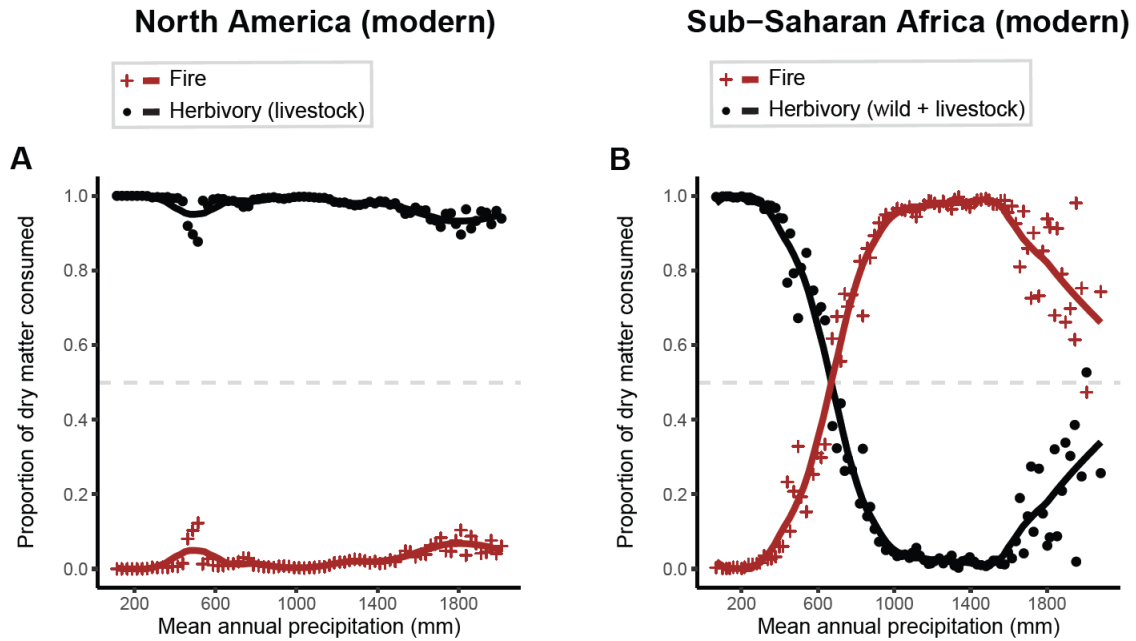 North America (modern)
Fire
Herbivory (livestock)
A
Proportion of dry matter consumed
1.0
0.8
0.6
0.4
0.2
0.0
200 600 1000 1400 1800
Mean annual precipitation (mm)
Sub−Saharan Africa (modern)
Fire
Herbivory (wild + livestock)
B
Proportion of dry matter consumed
1.0
0.8
0.6
0.4
0.2
0.0
200 600 1000 1400 1800
Mean annual precipitation (mm)